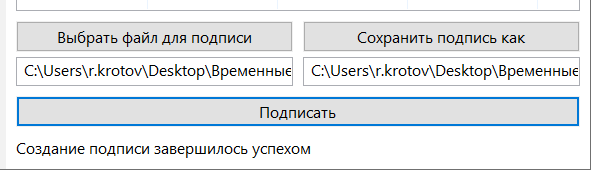 Выбрать файл для подписи
Сохранить подпись как
C:\Users\r.krotov\Desktop\Временные
C:\Users\r.krotov\Desktop\Временные
Подписать
Создание подписи завершилось успехом